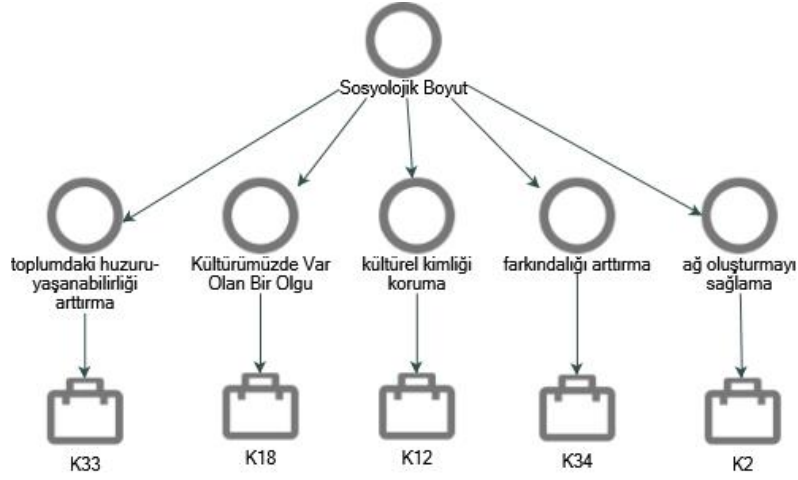 Sosyolojik Boyut
toplumdaki huzuru-
yaşanabilirliği
arttırma
Kültürümüzde Var
Olan Bir Olgu
kültürel kimliği
koruma
farkındalığı arttırma
ağ oluşturmayı
sağlama
K33
K18
K12
K34
K2